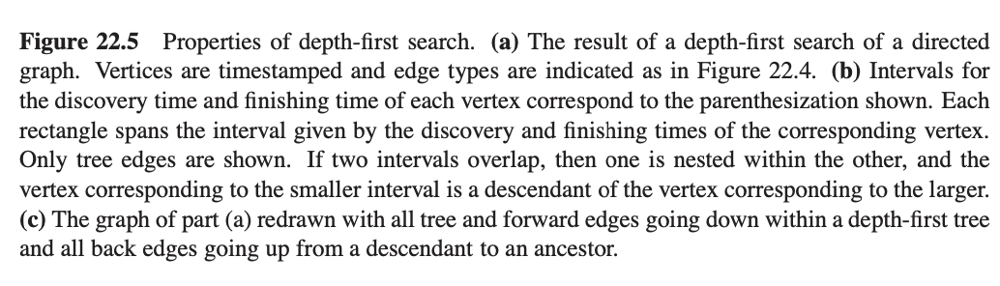 Figure 22.5 Properties of depth-first search. (a) The result of a depth-first search of a directed
graph. Vertices are timestamped and edge types are indicated as in Figure 22.4. (b) Intervals for
the discovery time and finishing time of each vertex correspond to the parenthesization shown. Each
rectangle spans the interval given by the discovery and finishing times of the corresponding vertex.
Only tree edges are shown. If two intervals overlap, then one is nested within the other, and the
vertex corresponding to the smaller interval is a descendant of the vertex corresponding to the larger.
(c) The graph of part (a) redrawn with all tree and forward edges going down within a depth-first tree
and all back edges going up from a descendant to an ancestor.